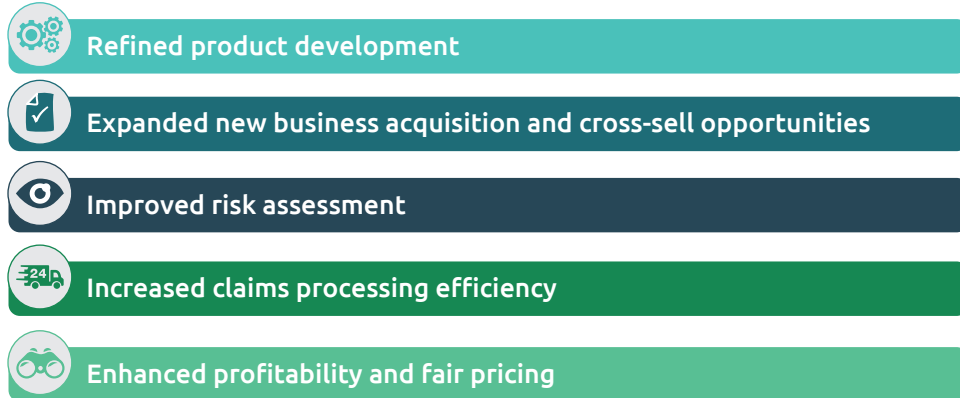 Refined product development
Expanded new business acquisition and cross-sell opportunities
Improved risk assessment
24
Increased claims processing efficiency
Enhanced profitability and fair pricing